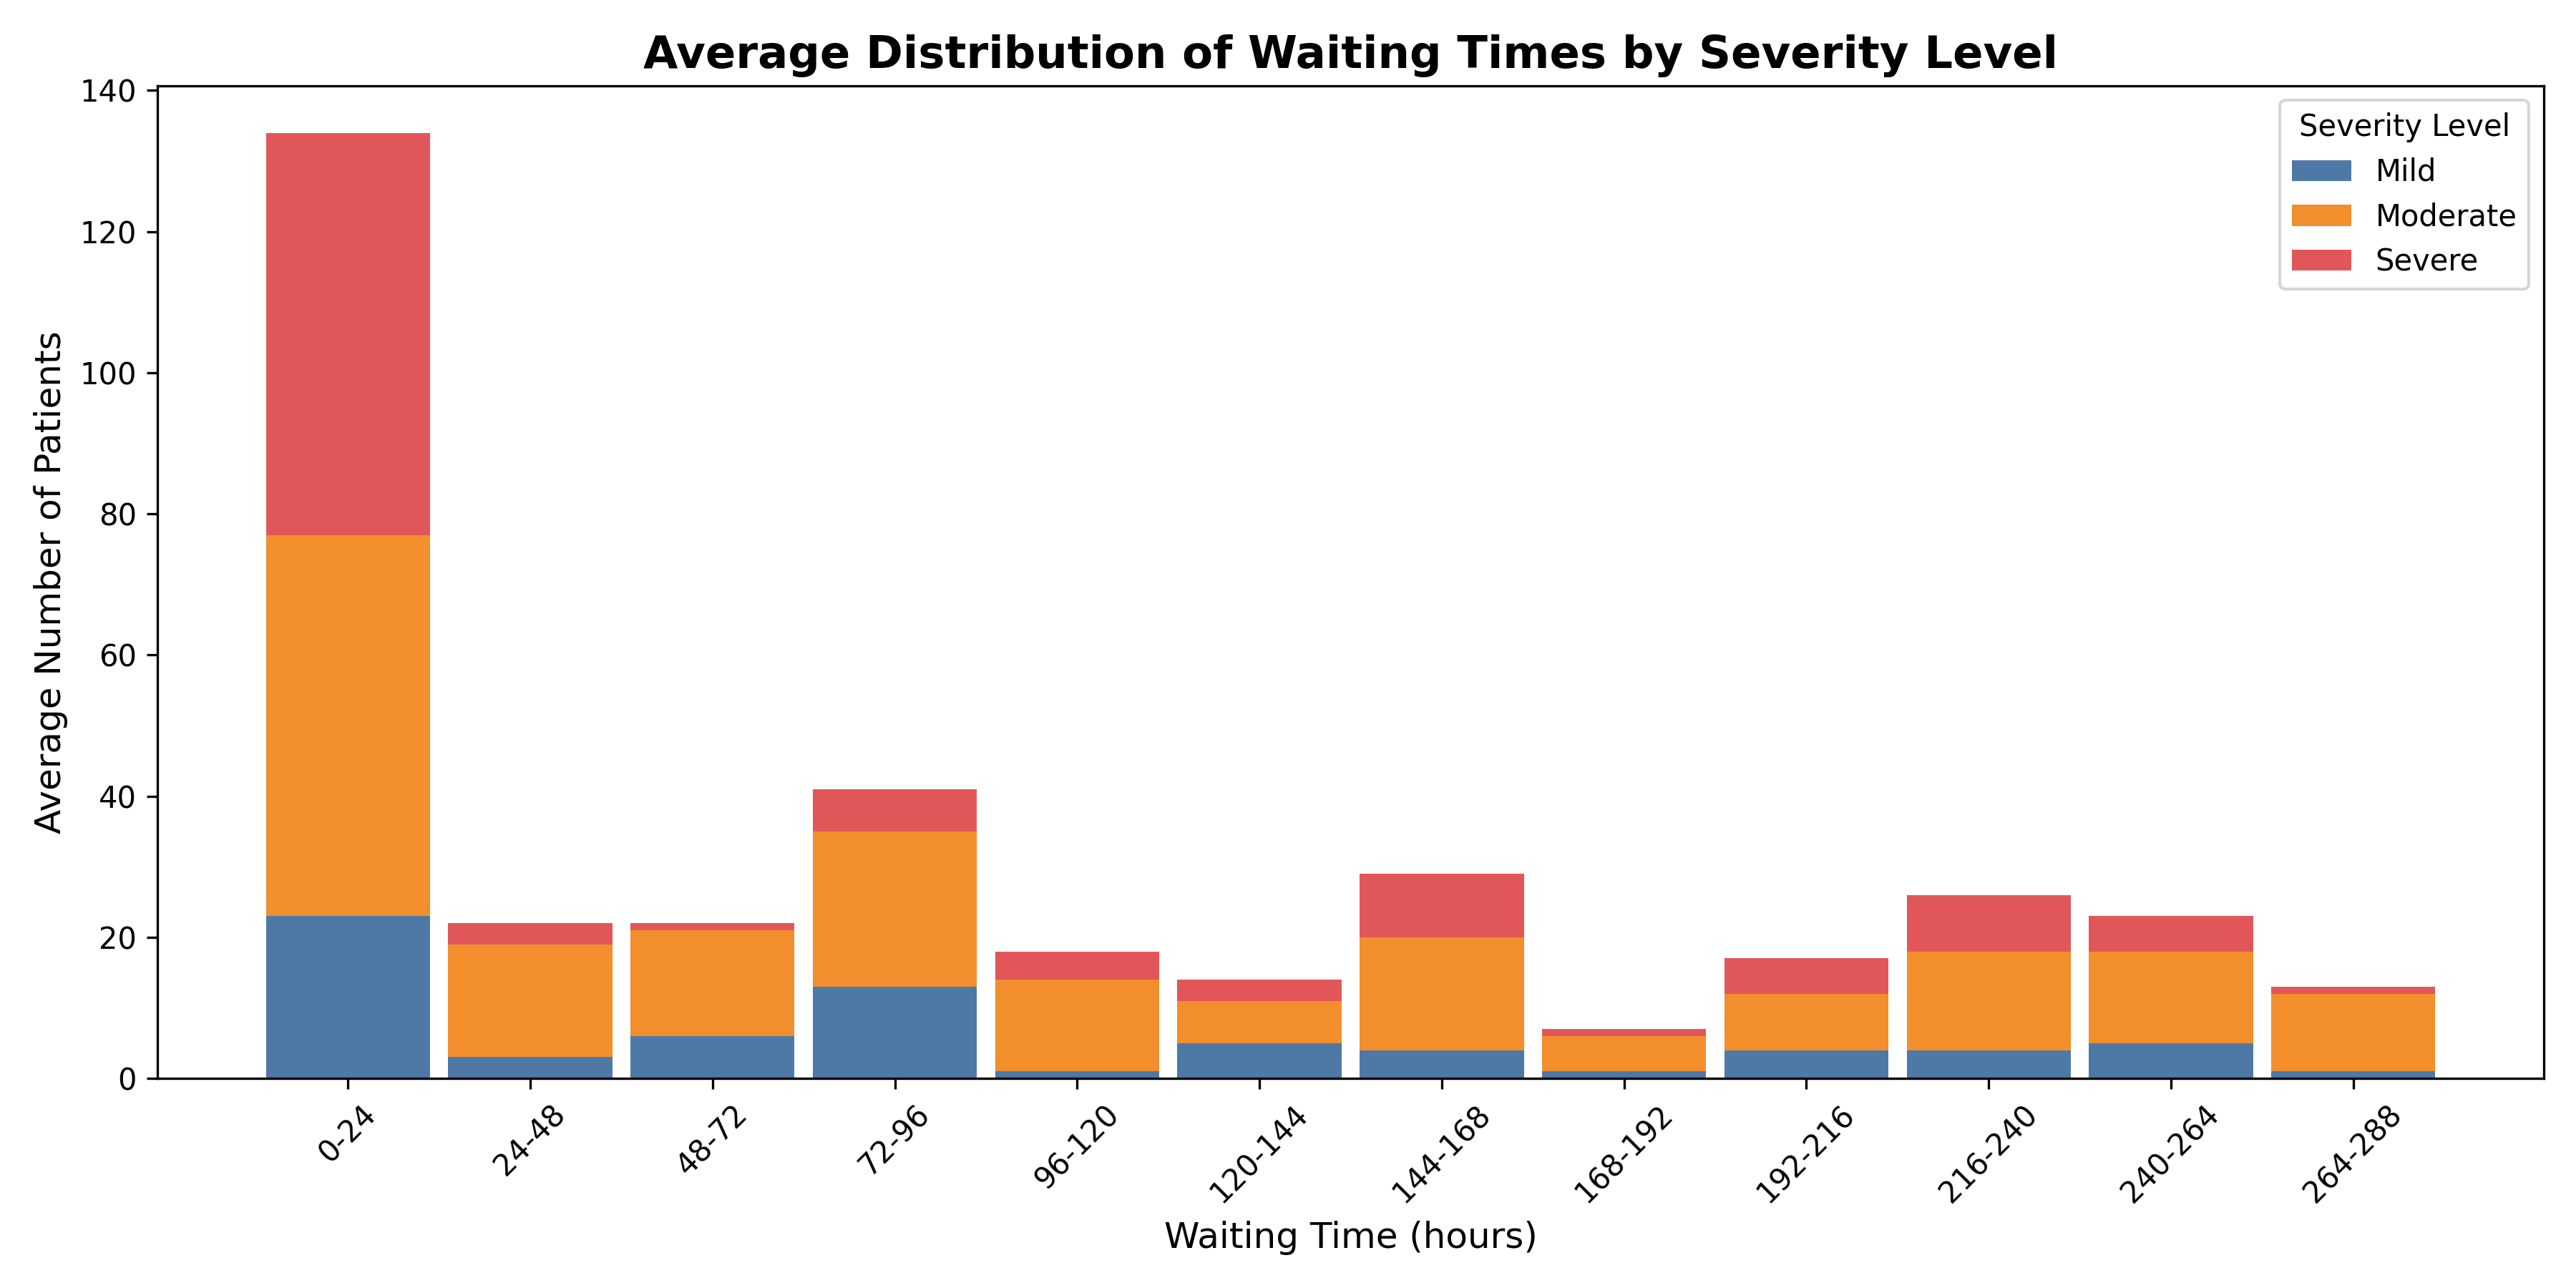 Average Distribution of Waiting Times by Severity Level
Average Number of Patients
140
120
100
80
60
40
20
0
Severity Level
Mild
Moderate
Severe
0-24
24-48
48-72
72-96
96-120
120-144
144-168
168-192
192-216
216-240
240-264
264-288
Waiting Time (hours)